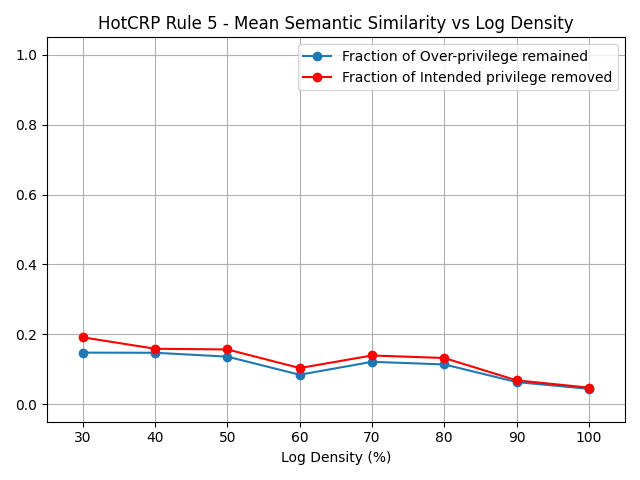 HotCRP Rule 5 - Mean Semantic Similarity vs Log Density
Fraction of Over-privilege remained
Fraction of Intended privilege removed
1.0
0.8
0.6
0.4
0.2
0.0
30 40 50 60 70 80 90 100
Log Density (%)